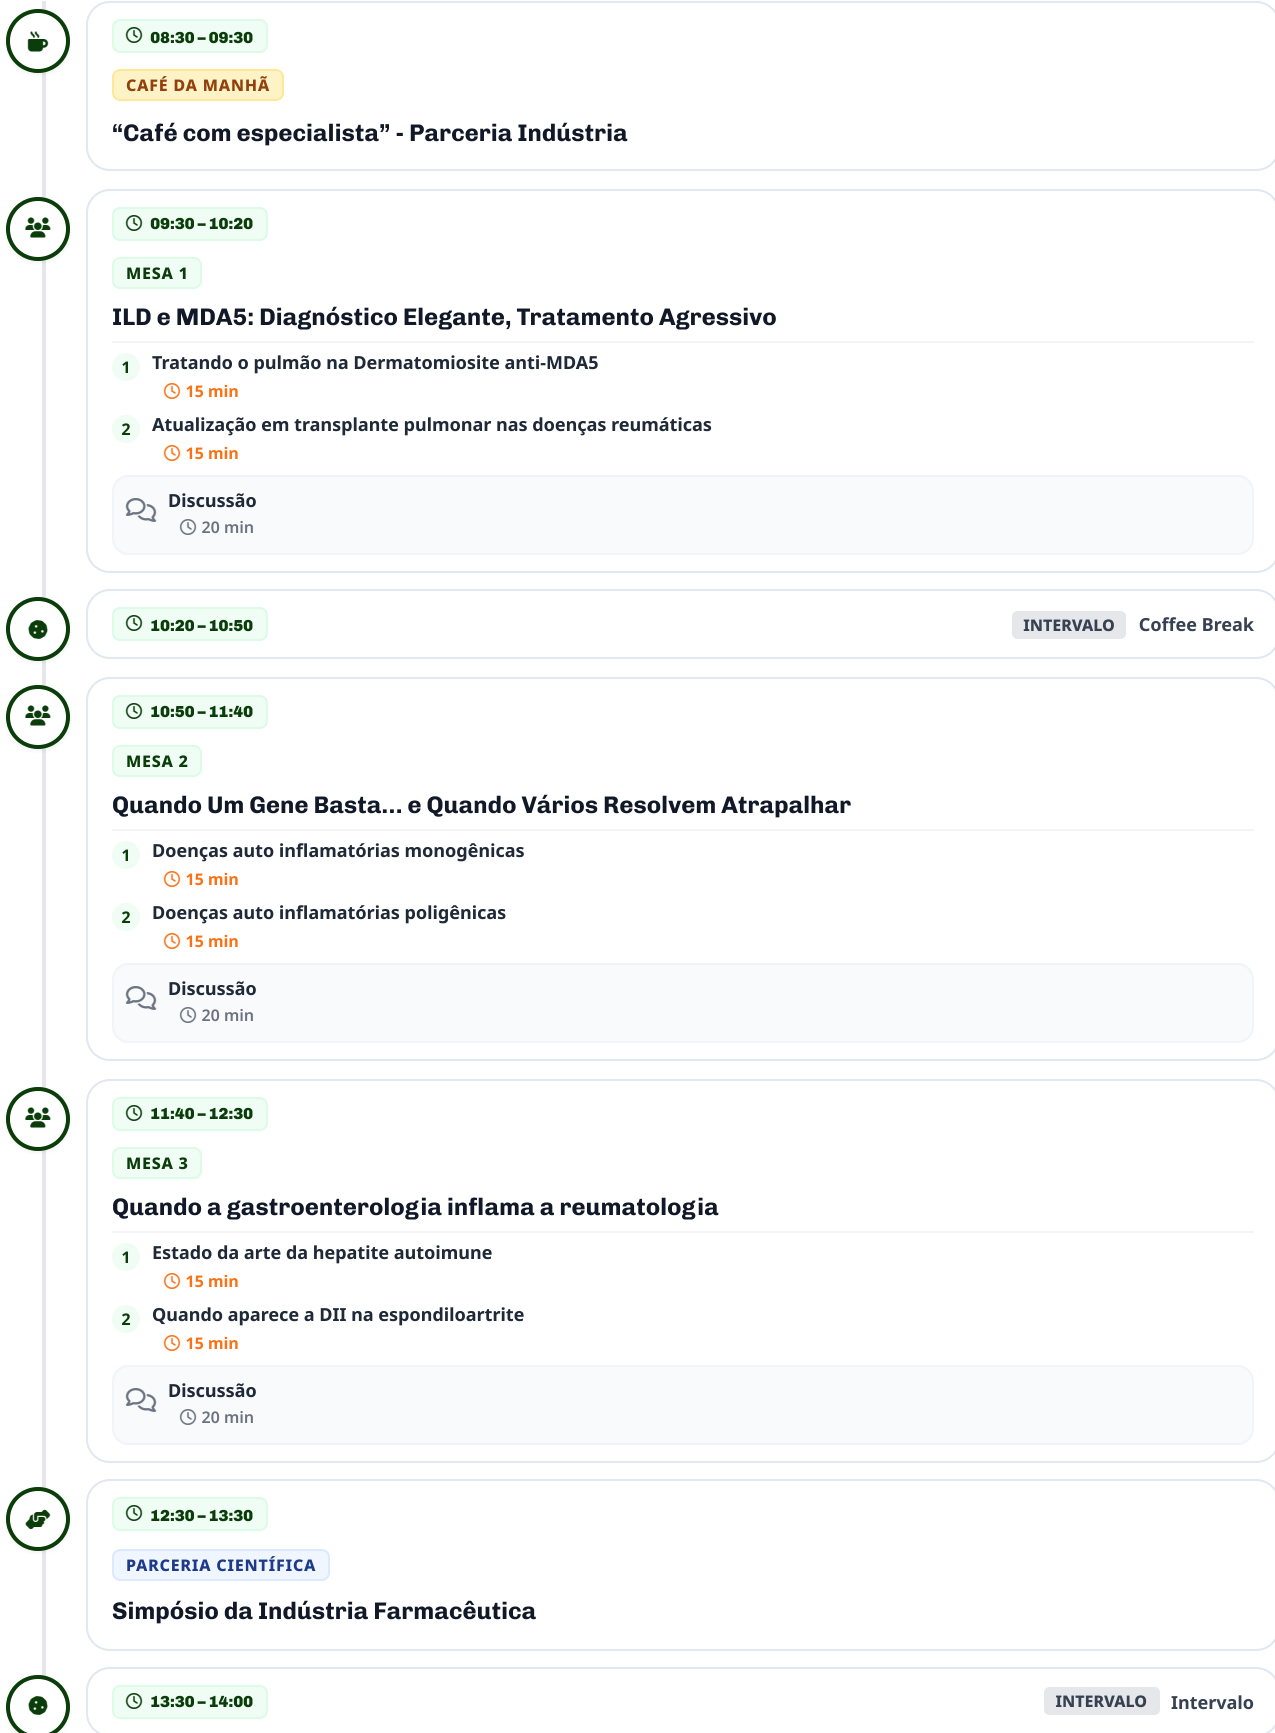 08:30 – 09:30
CAFÉ DA MANHÃ
“Café com especialista” - Parceria Indústria
09:30 – 10:20
MESA 1
ILD e MDA5: Diagnóstico Elegante, Tratamento Agressivo
1 Tratando o pulmão na Dermatomiosite anti-MDA5
15 min
2 Atualização em transplante pulmonar nas doenças reumáticas
15 min
Discussão
20 min
10:20 – 10:50 INTERVALO Coffee Break
10:50 – 11:40
MESA 2
Quando Um Gene Basta... e Quando Vários Resolvem Atrapalhar
1 Doenças auto inflamatórias monogênicas
15 min
2 Doenças auto inflamatórias poligênicas
15 min
Discussão
20 min
11:40 – 12:30
MESA 3
Quando a gastroenterologia inflama a reumatologia
1 Estado da arte da hepatite autoimune
15 min
2 Quando aparece a DII na espondiloartrite
15 min
Discussão
20 min
12:30 – 13:30
PARCERIA CIENTÍFICA
Simpósio da Indústria Farmacêutica
13:30 – 14:00 INTERVALO Intervalo